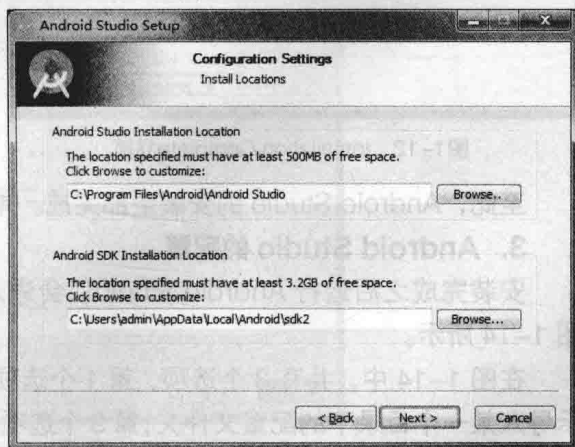 Android Studio Setup
Configuration Settings
Install Locations
Android Studio Installation Location
The location specified must have at least 500MB of free space.
Click Browse to customize:
C:\Program Files\Android\Android Studio
Browse..
Android SDK Installation Location
The location specified must have at least 3.2GB of free space.
Click Browse to customize:
C:\Users\admin\AppData\Local\Android\sdk2
Browse...
< Back
Next >
Cancel